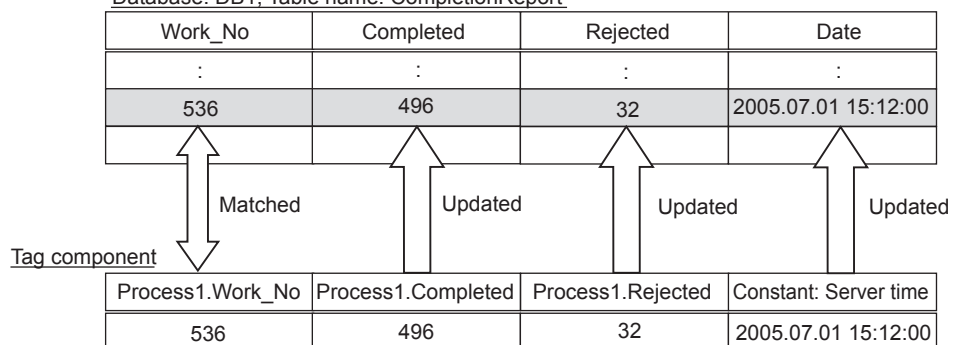 Database: DB1, Table name: CompletionReport
Work_No Completed Rejected Date
: : : :
536 496 32 2005.07.01 15:12:00
Matched Updated Updated Updated
Tag component
Process1.Work_No Process1.Completed Process1.Rejected Constant: Server time
536 496 32 2005.07.01 15:12:00